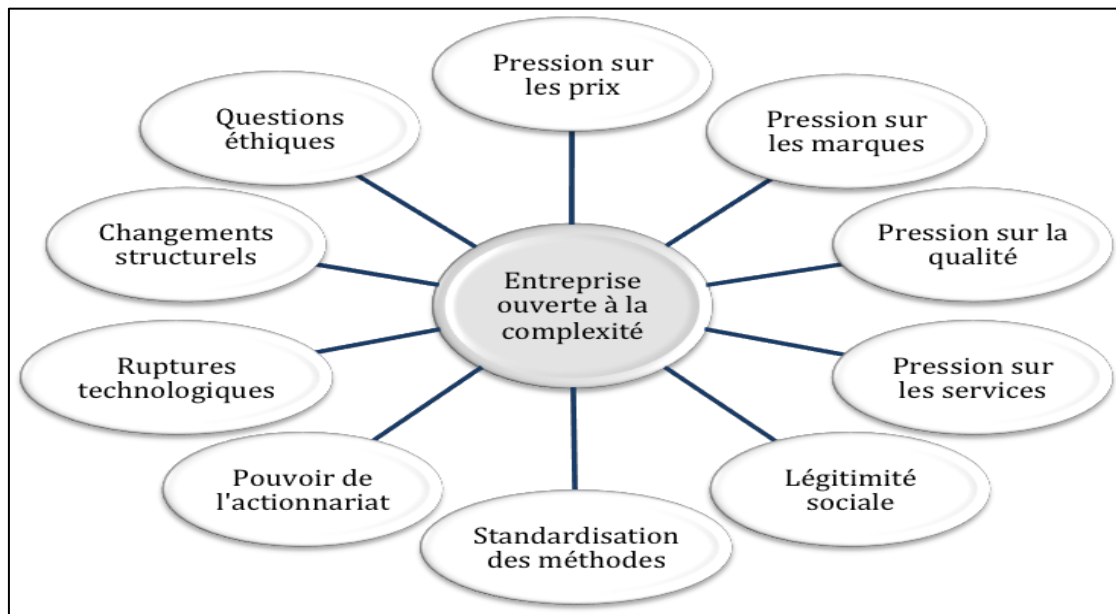 Pression sur
les prix
Pression sur
les marques
Pression sur la
qualité
Pression sur
les services
Légitimité
sociale
Standardisation
des méthodes
Pouvoir de
l'actionnariat
Ruptures
technologiques
Changements
structurels
Questions
éthiques
Entreprise
ouverte à la
complexité